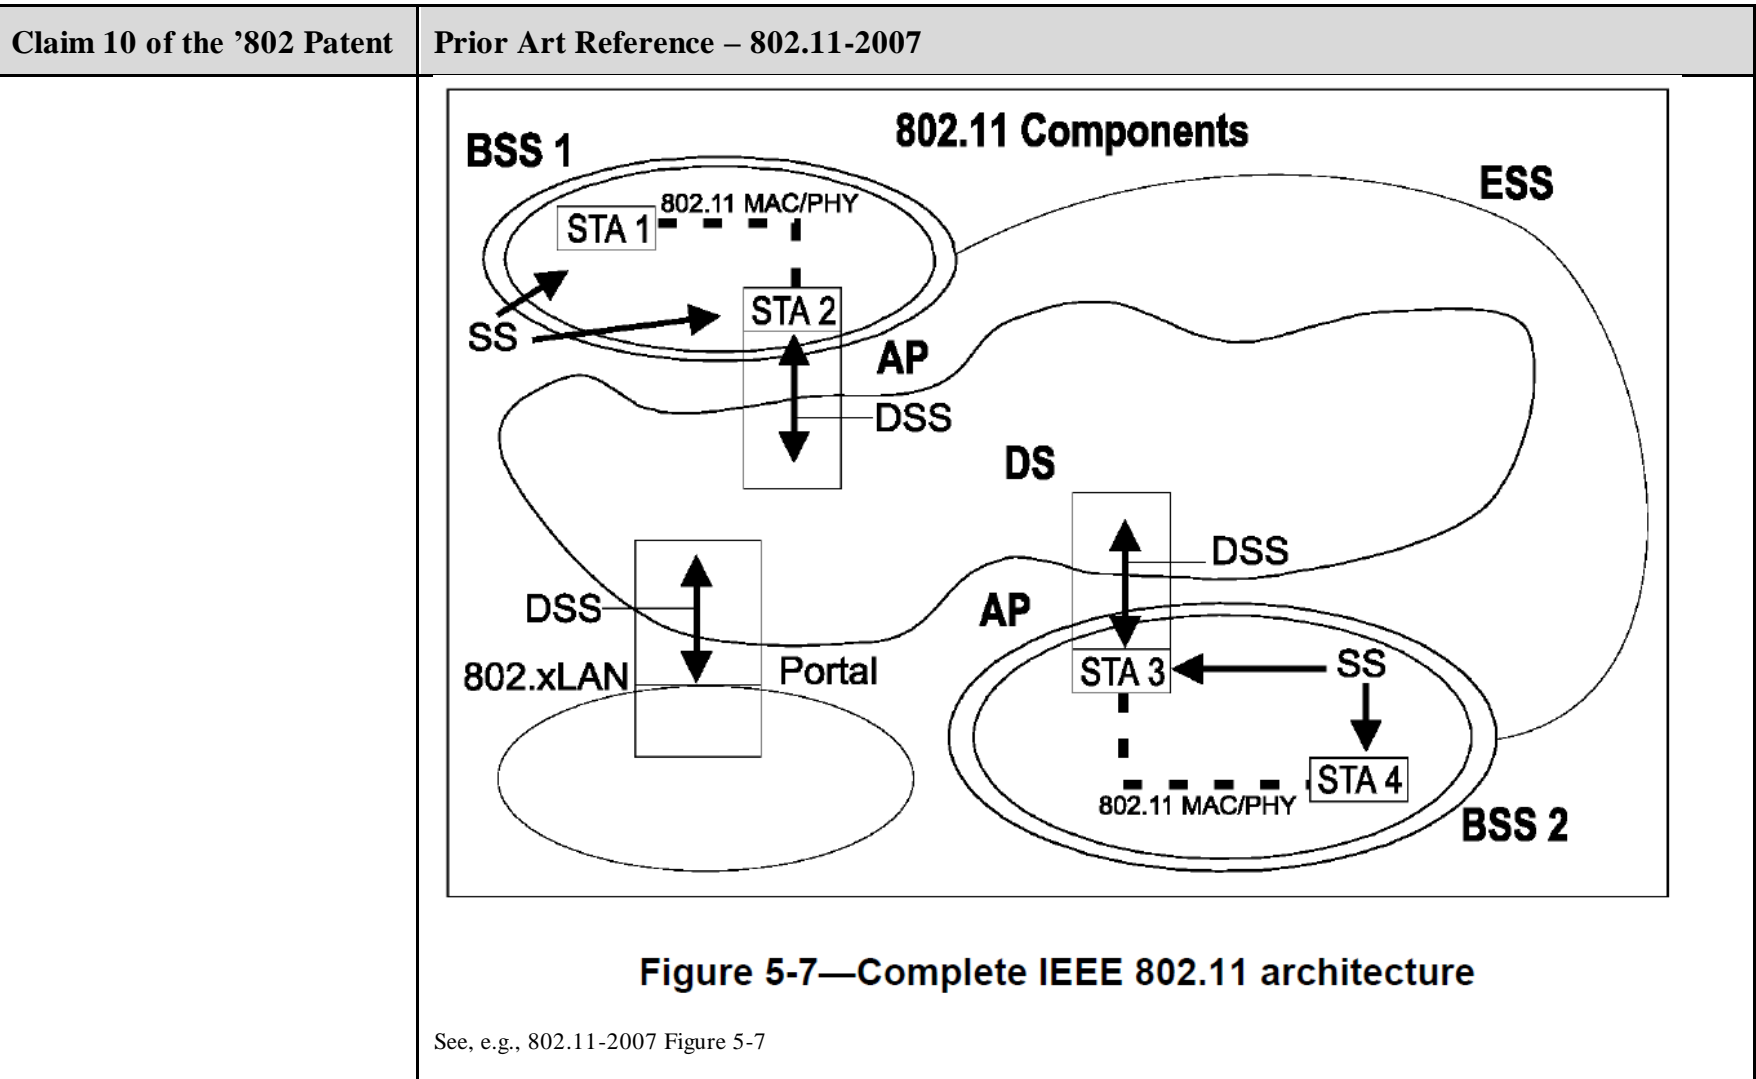 Claim 10 of the ’802 Patent
Prior Art Reference – 802.11-2007
802.11 Components
BSS 1
ESS
802.11 MAC/PHY
STA 1
STA 2
SS
AP
DSS
DS
DSS
DSS
AP
802.xLAN
Portal
STA 3
SS
STA 4
802.11 MAC/PHY
BSS 2
Figure 5-7—Complete IEEE 802.11 architecture
See, e.g., 802.11-2007 Figure 5-7